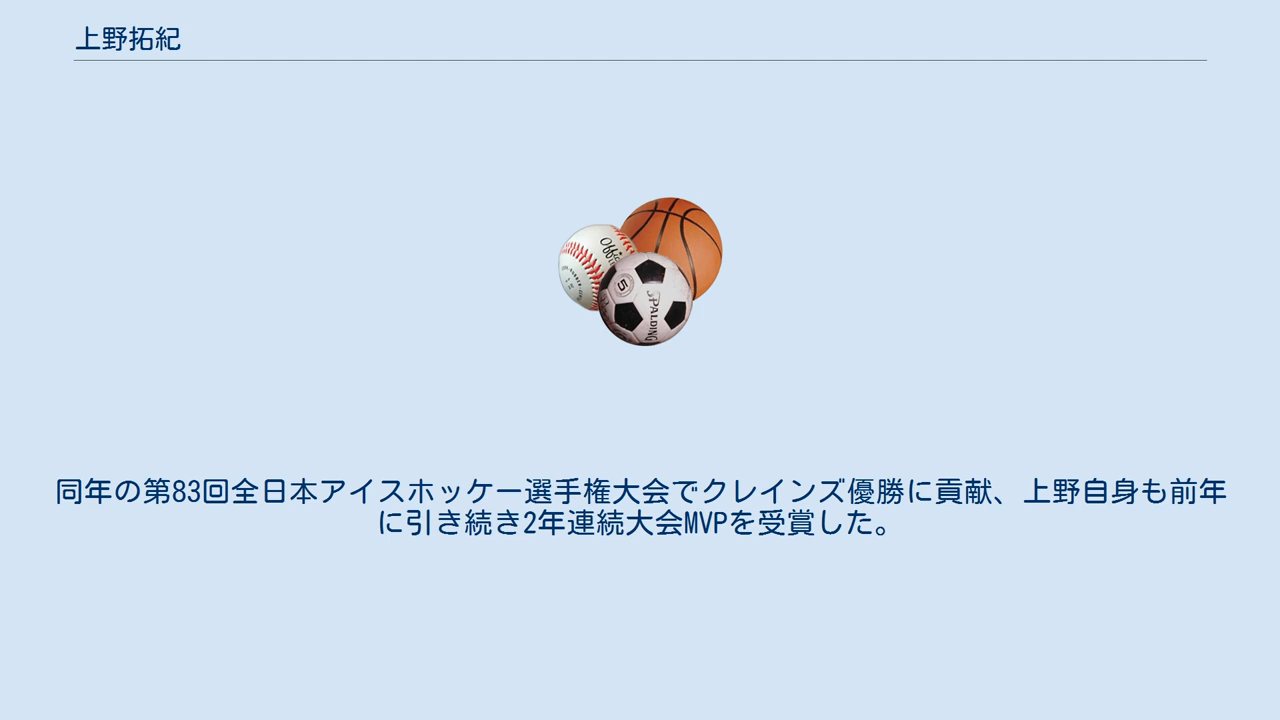 上野拓紀
Offic
5
SPALDING
同年の第83回全日本アイスホッケー選手権大会でクレインズ優勝に貢献、上野自身も前年
に引き続き2年連続大会MVPを受賞した。